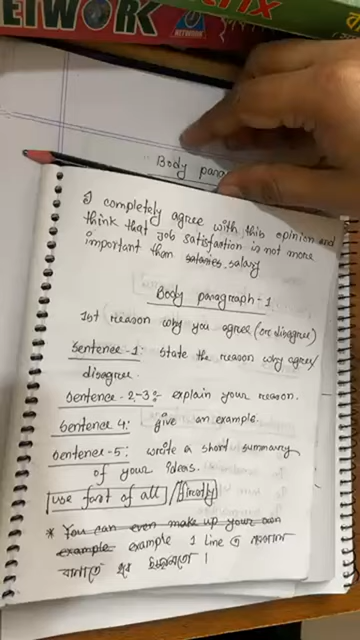 ETWORK
NETWORK
Body para
I completely agree with this opinion and
think that job satisfaction is not more
important than salaries salary
Body paragraph-1
1st reason why you agree (or disagree)
Sentence-1: state the reason why agree/
disagree.
Sentence-2,-3: explain your reason.
Sentence 4: give an example.
Sentence-5: write a short summary
of your ideas.
use first of all / Firstly
* You can even make up your own
example example 1 line এ
বানাতে হবে